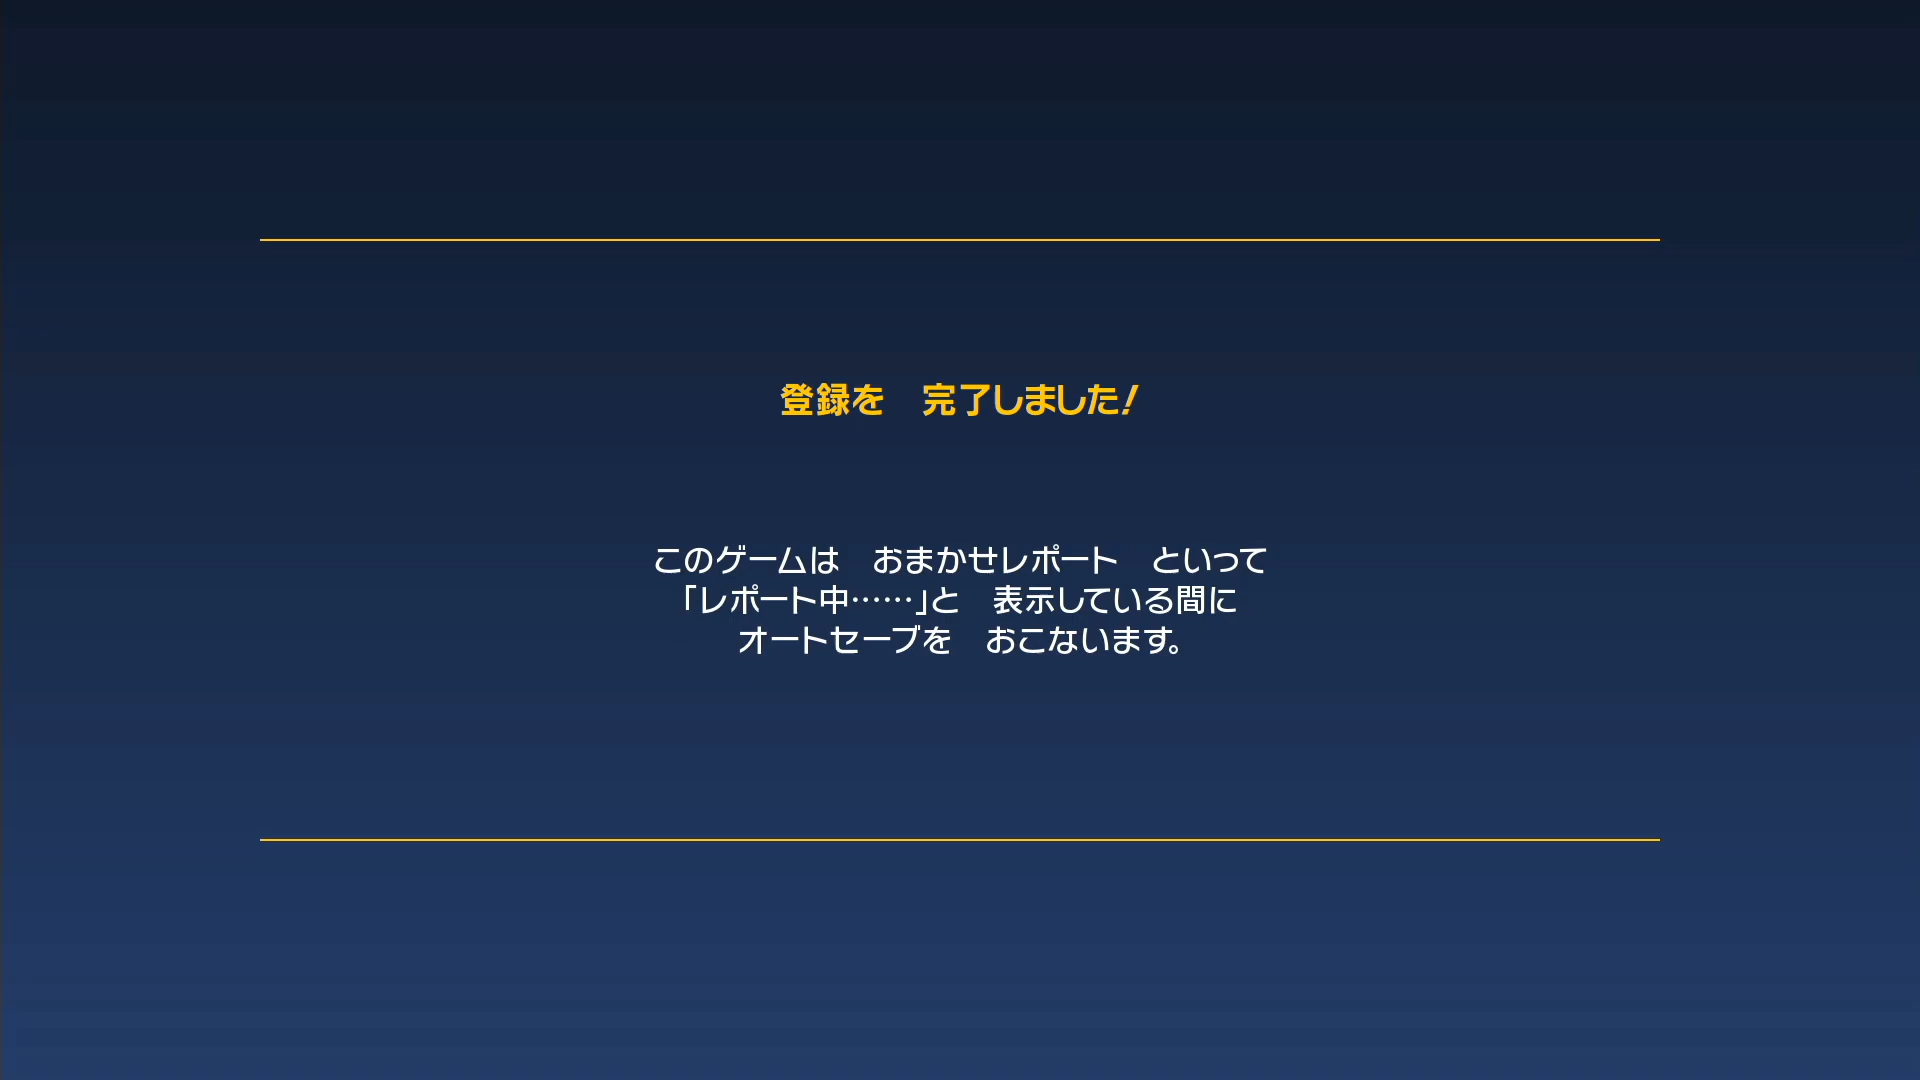 登録を　完了しました！
このゲームは　おまかせレポート　といって
「レポート中……」と　表示している間に
オートセーブを　おこないます。